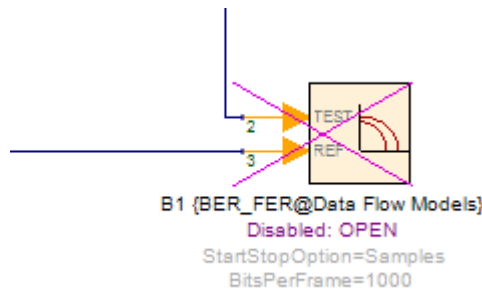 TEST
2
REF
3
B1 {BER_FER@Data Flow Models}
Disabled: OPEN
StartStopOption=Samples
BitsPerFrame=1000